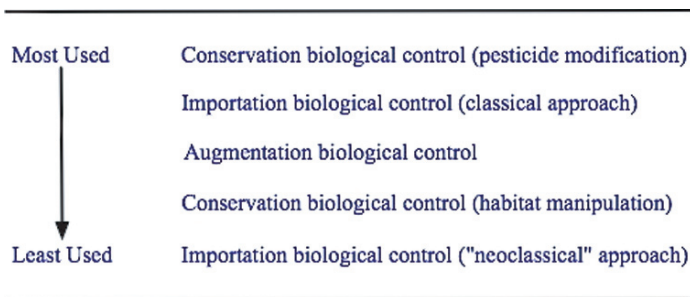 Most Used Conservation biological control (pesticide modification)
Importation biological control (classical approach)
Augmentation biological control
Conservation biological control (habitat manipulation)
Least Used Importation biological control ("neoclassical" approach)